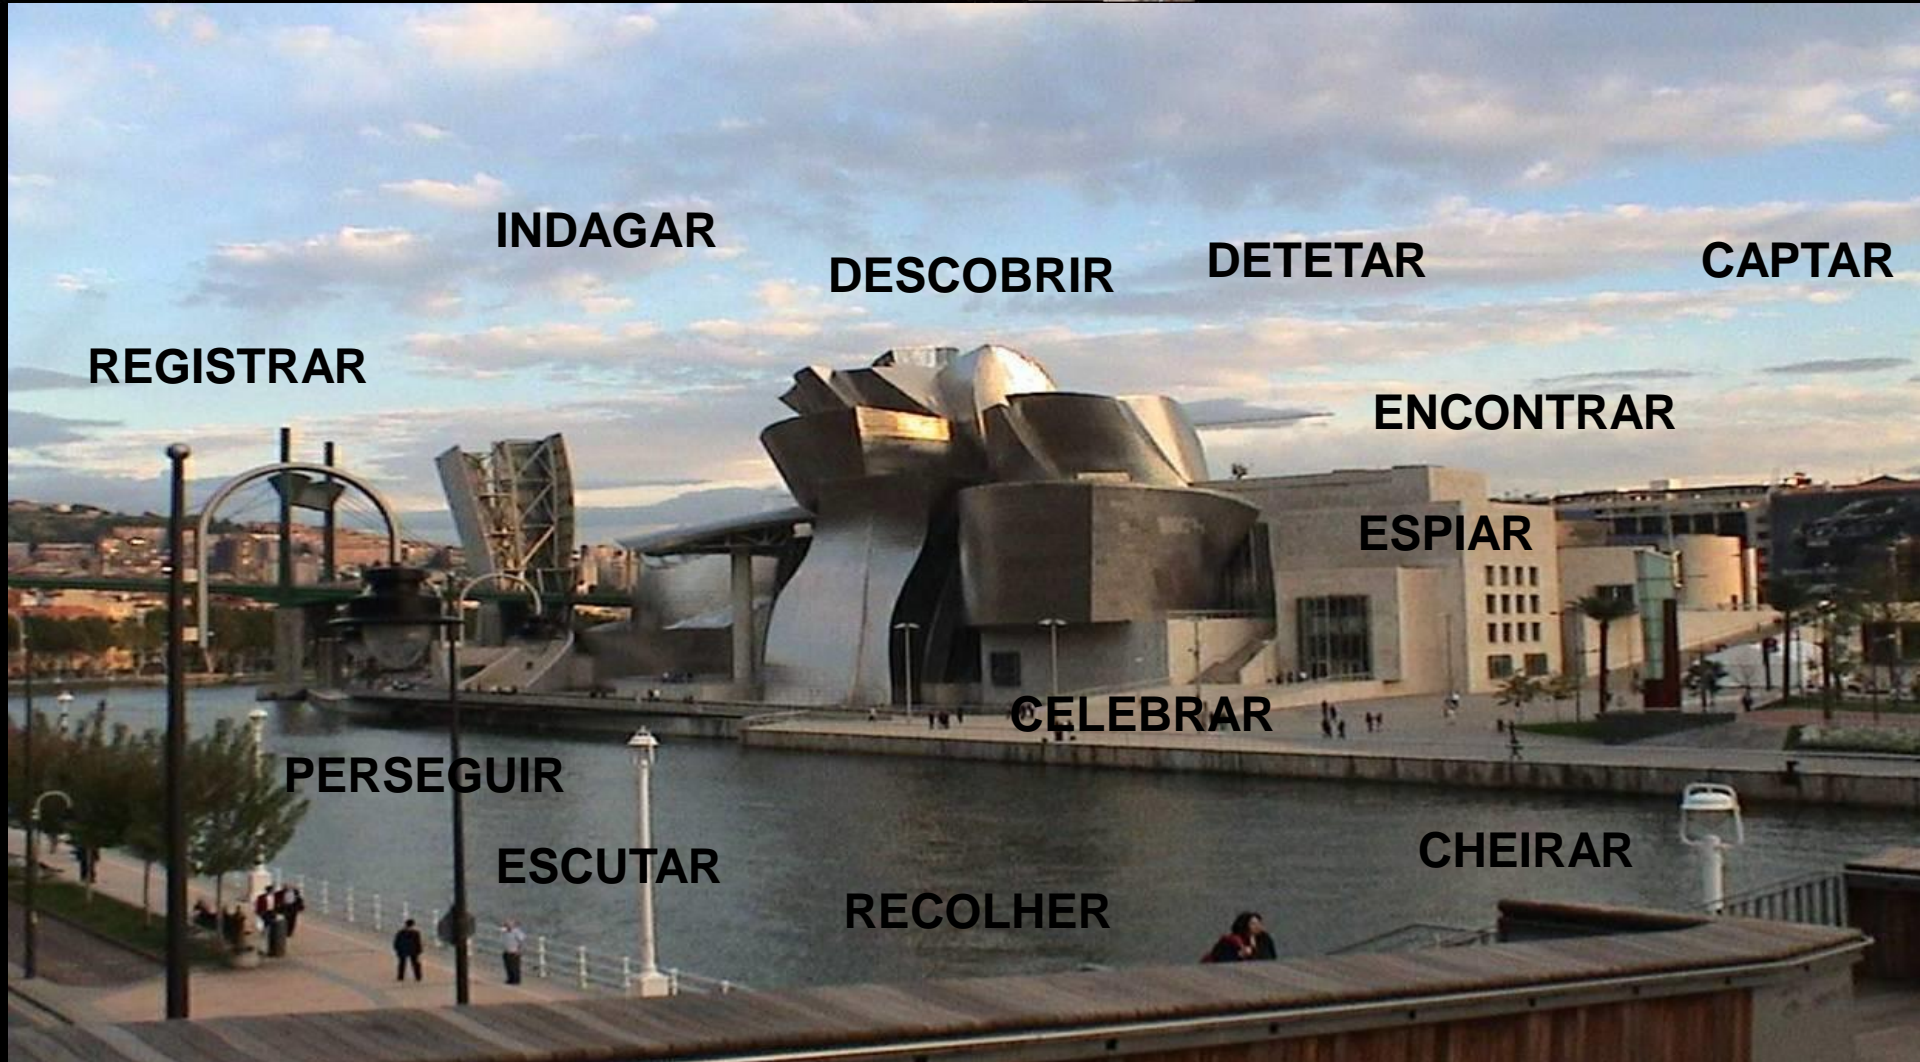 INDAGAR
DESCOBRIR
DETETAR
CAPTAR
REGISTRAR
ENCONTRAR
ESPIAR
CELEBRAR
PERSEGUIR
ESCUTAR
CHEIRAR
RECOLHER